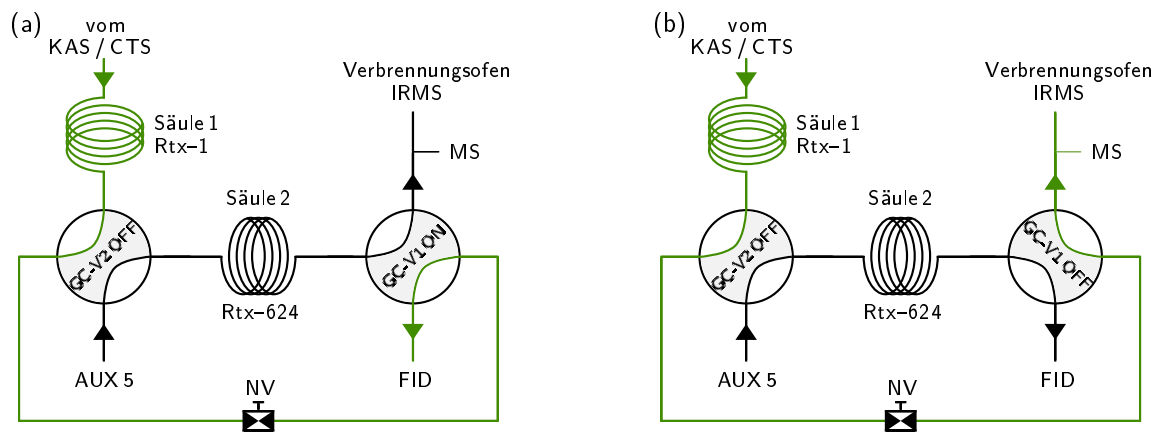 (a)
vom
KAS / CTS
Säule 1
Rtx–1
Verbrennungsofen
IRMS
MS
Säule 2
GC-V2 OFF
GC-V1 ON
Rtx–624
AUX 5
FID
NV
(b)
vom
KAS / CTS
Säule 1
Rtx–1
Verbrennungsofen
IRMS
MS
Säule 2
GC-V2 OFF
GC-V1 OFF
Rtx–624
AUX 5
FID
NV